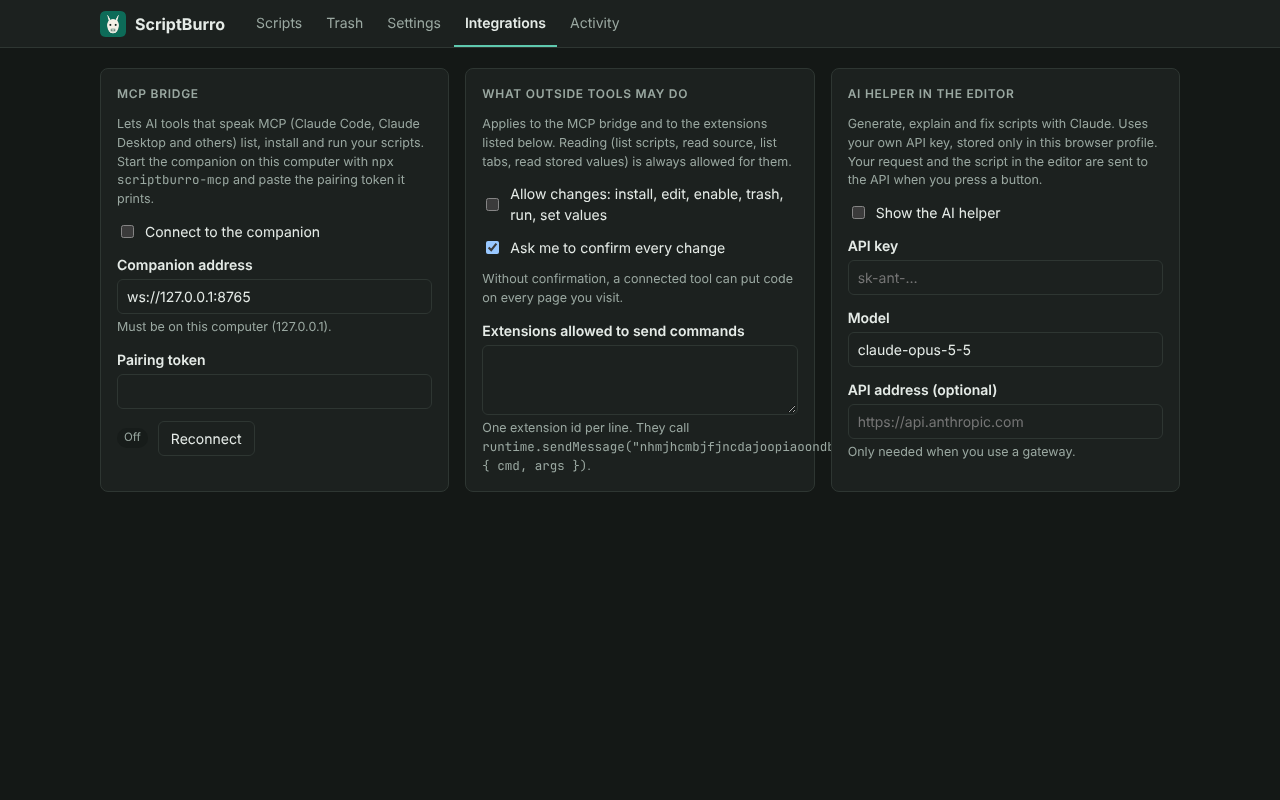 ScriptBurro
Scripts
Trash
Settings
Integrations
Activity
MCP BRIDGE
Lets AI tools that speak MCP (Claude Code, Claude
Desktop and others) list, install and run your scripts.
Start the companion on this computer with npx
scriptburro-mcp and paste the pairing token it
prints.
Connect to the companion
Companion address
ws://127.0.0.1:8765
Must be on this computer (127.0.0.1).
Pairing token
Off
Reconnect
WHAT OUTSIDE TOOLS MAY DO
Applies to the MCP bridge and to the extensions
listed below. Reading (list scripts, read source, list
tabs, read stored values) is always allowed for them.
Allow changes: install, edit, enable, trash,
run, set values
Ask me to confirm every change
Without confirmation, a connected tool can put code
on every page you visit.
Extensions allowed to send commands
One extension id per line. They call
runtime.sendMessage("nhmjhcmbjfjncdajoopiaoondb
{ cmd, args }).
AI HELPER IN THE EDITOR
Generate, explain and fix scripts with Claude. Uses
your own API key, stored only in this browser profile.
Your request and the script in the editor are sent to
the API when you press a button.
Show the AI helper
API key
sk-ant-...
Model
claude-opus-5-5
API address (optional)
https://api.anthropic.com
Only needed when you use a gateway.